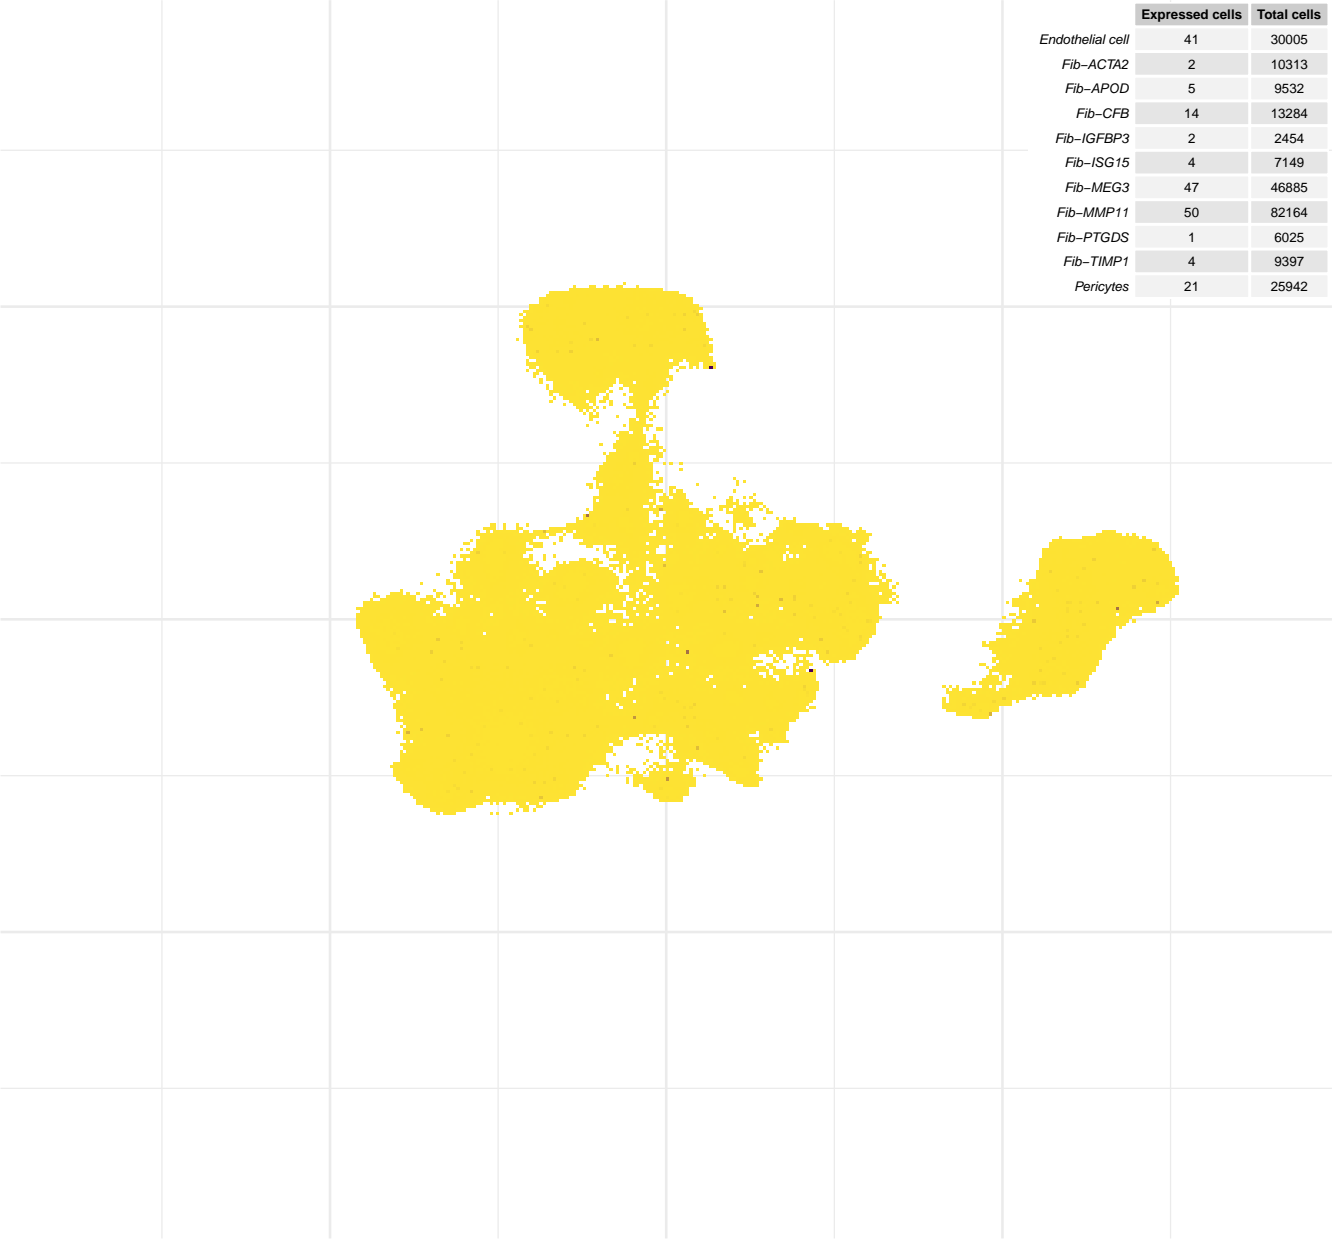 Expressed cells Total cells
Endothelial cell 41 30005
Fib−ACTA2 2 10313
Fib−APOD 5 9532
Fib−CFB 14 13284
Fib−IGFBP3 2 2454
Fib−ISG15 4 7149
Fib−MEG3 47 46885
Fib−MMP11 50 82164
Fib−PTGDS 1 6025
Fib−TIMP1 4 9397
Pericytes 21 25942